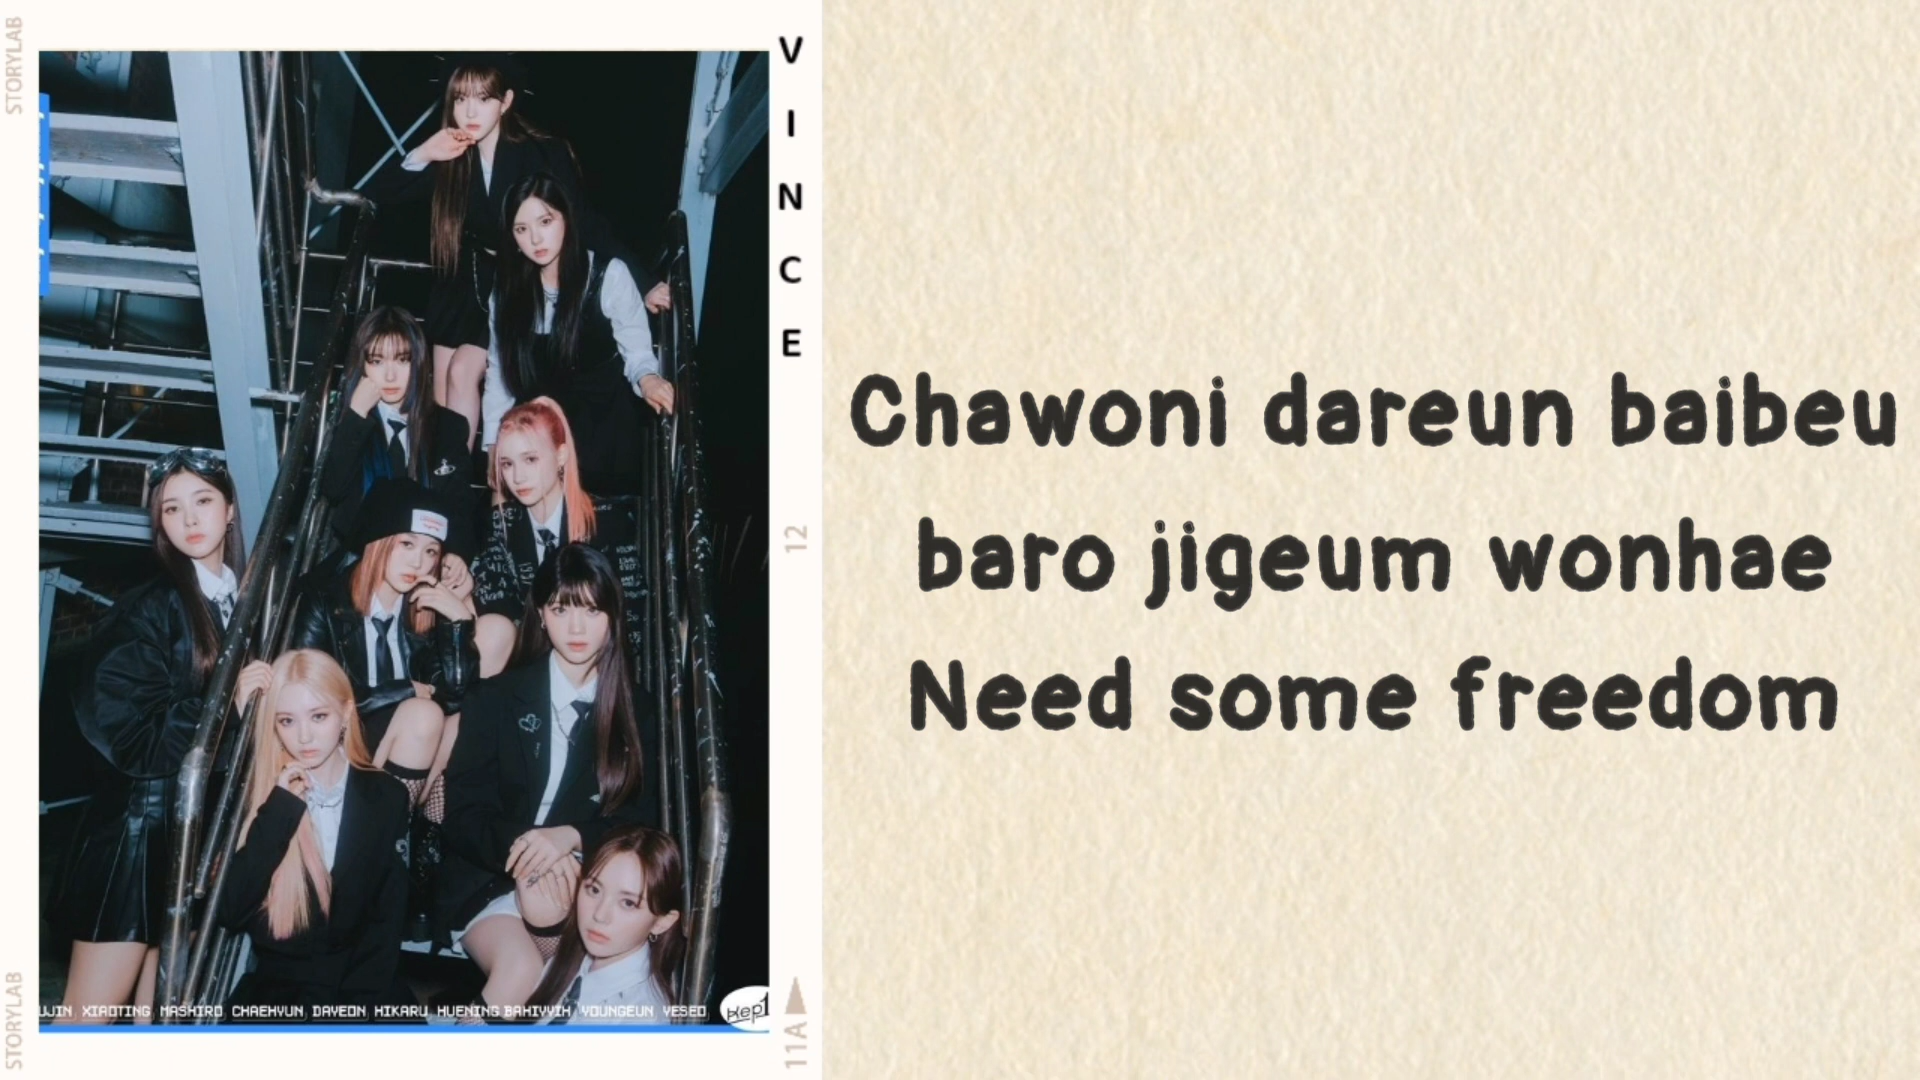 STORYLAB
VINCE
12
Chawoni dareun baibeu
baro jigeum wonhae
Need some freedom
UJIN XIAOTING MASHIRO CHAEHYUN DAYEON HIKARU HUENING BAHIYYIH YOUNGEUN YESEO
Kep1
STORYLAB
11A